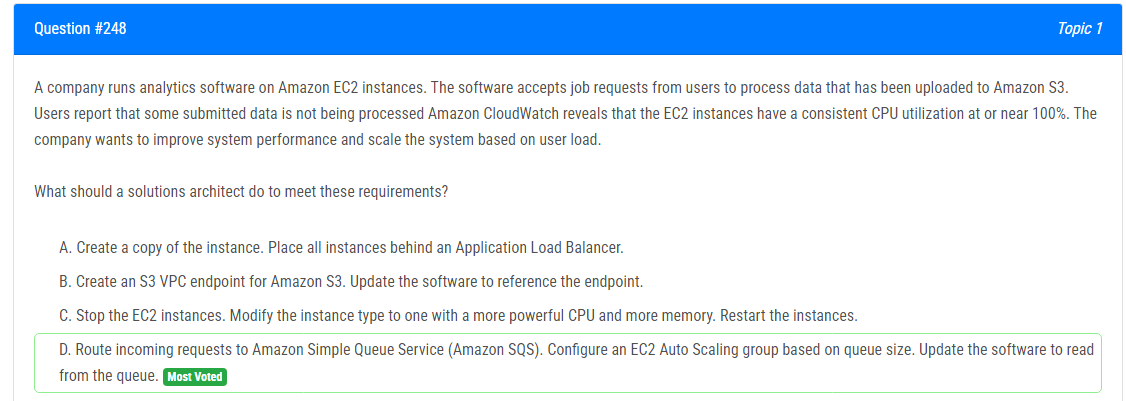 Question #248
Topic 1
A company runs analytics software on Amazon EC2 instances. The software accepts job requests from users to process data that has been uploaded to Amazon S3.
Users report that some submitted data is not being processed Amazon CloudWatch reveals that the EC2 instances have a consistent CPU utilization at or near 100%. The
company wants to improve system performance and scale the system based on user load.
What should a solutions architect do to meet these requirements?
A. Create a copy of the instance. Place all instances behind an Application Load Balancer.
B. Create an S3 VPC endpoint for Amazon S3. Update the software to reference the endpoint.
C. Stop the EC2 instances. Modify the instance type to one with a more powerful CPU and more memory. Restart the instances.
D. Route incoming requests to Amazon Simple Queue Service (Amazon SQS). Configure an EC2 Auto Scaling group based on queue size. Update the software to read
from the queue. Most Voted